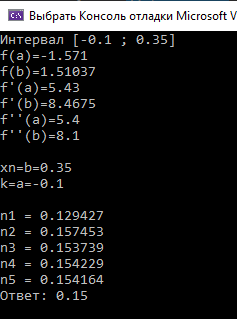 Выбрать Консоль отладки Microsoft V
Интервал [-0.1 ; 0.35]
f(a)=-1.571
f(b)=1.51037
f'(a)=5.43
f'(b)=8.4675
f''(a)=5.4
f''(b)=8.1
xn=b=0.35
k=a=-0.1
n1 = 0.129427
n2 = 0.157453
n3 = 0.153739
n4 = 0.154229
n5 = 0.154164
Ответ: 0.15